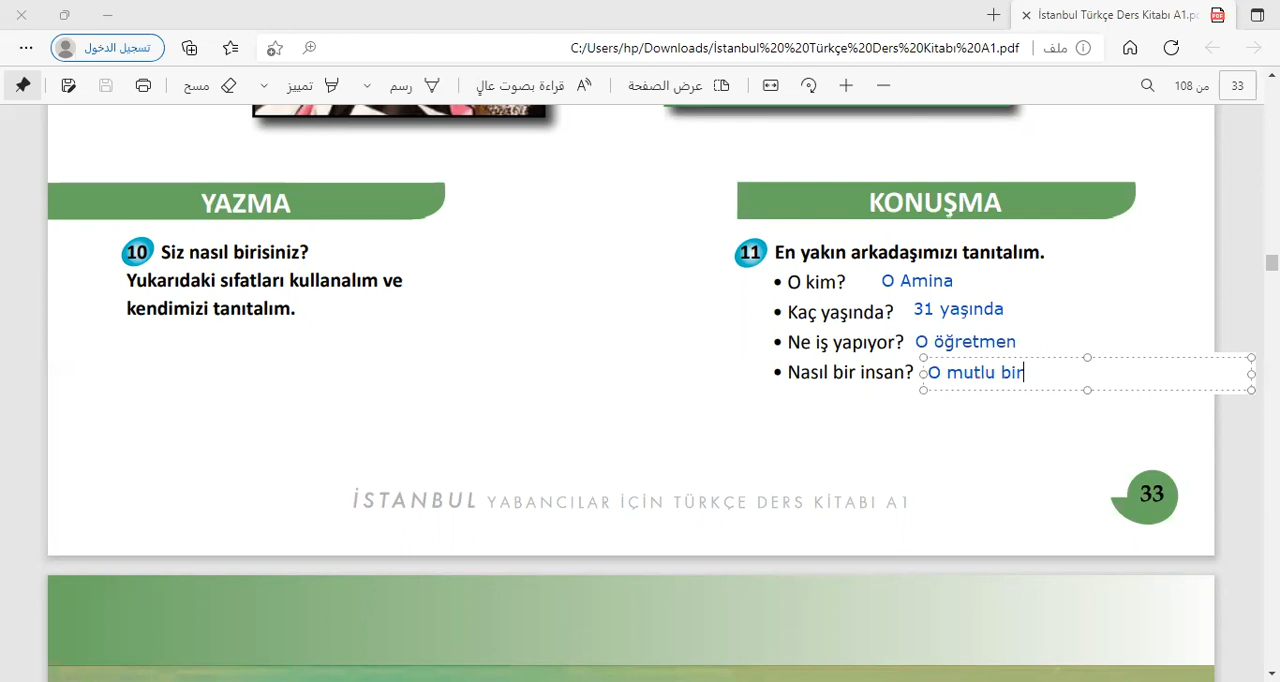 İstanbul Türkçe Ders Kitabı A1.pdf
تسجيل الدخول
C:/Users/hp/Downloads/İstanbul%20%20Türkçe%20Ders%20Kitabı%20A1.pdf
ملف
مسح
تمييز
رسم
قراءة بصوت عالٍ
عرض الصفحة
من 108
33
YAZMA
10 Siz nasıl birisiniz?
Yukarıdaki sıfatları kullanalım ve
kendimizi tanıtalım.
KONUŞMA
11 En yakın arkadaşımızı tanıtalım.
• O kim? O Amina
• Kaç yaşında? 31 yaşında
• Ne iş yapıyor? O öğretmen
• Nasıl bir insan? O mutlu bir
İSTANBUL YABANCILAR İÇİN TÜRKÇE DERS KİTABI A1
33